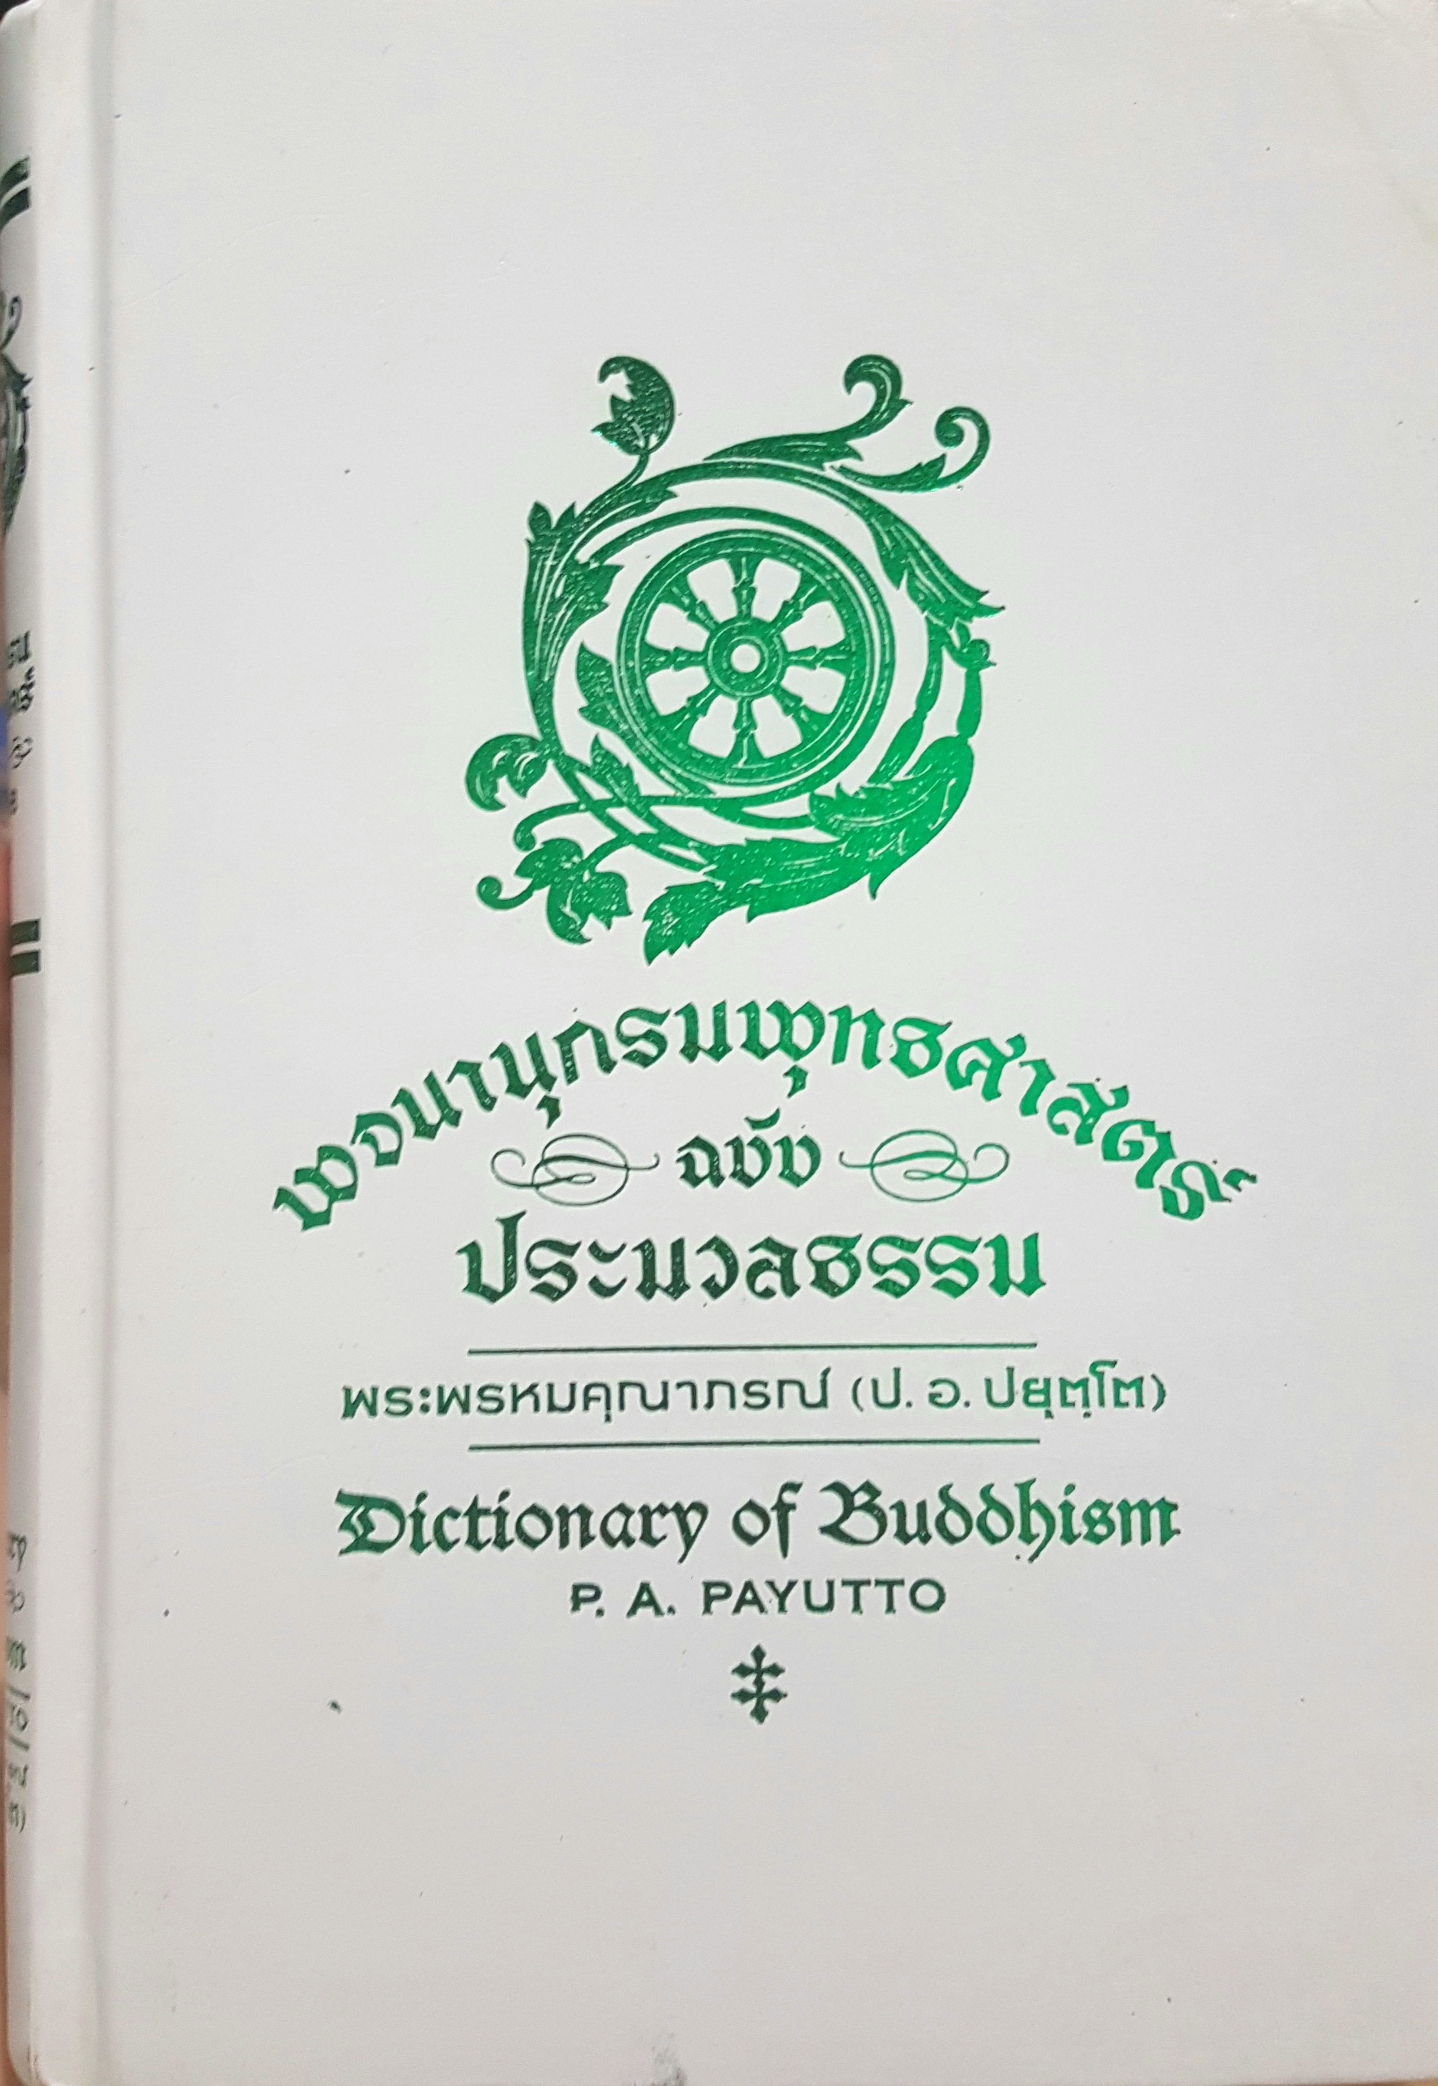 พจนานุกรมพุทธศาสตร์
ฉบับ
ประมวลธรรม
พระพรหมคุณาภรณ์ (ป. อ. ปยุตฺโต)
Dictionary of Buddhism
P. A. PAYUTTO